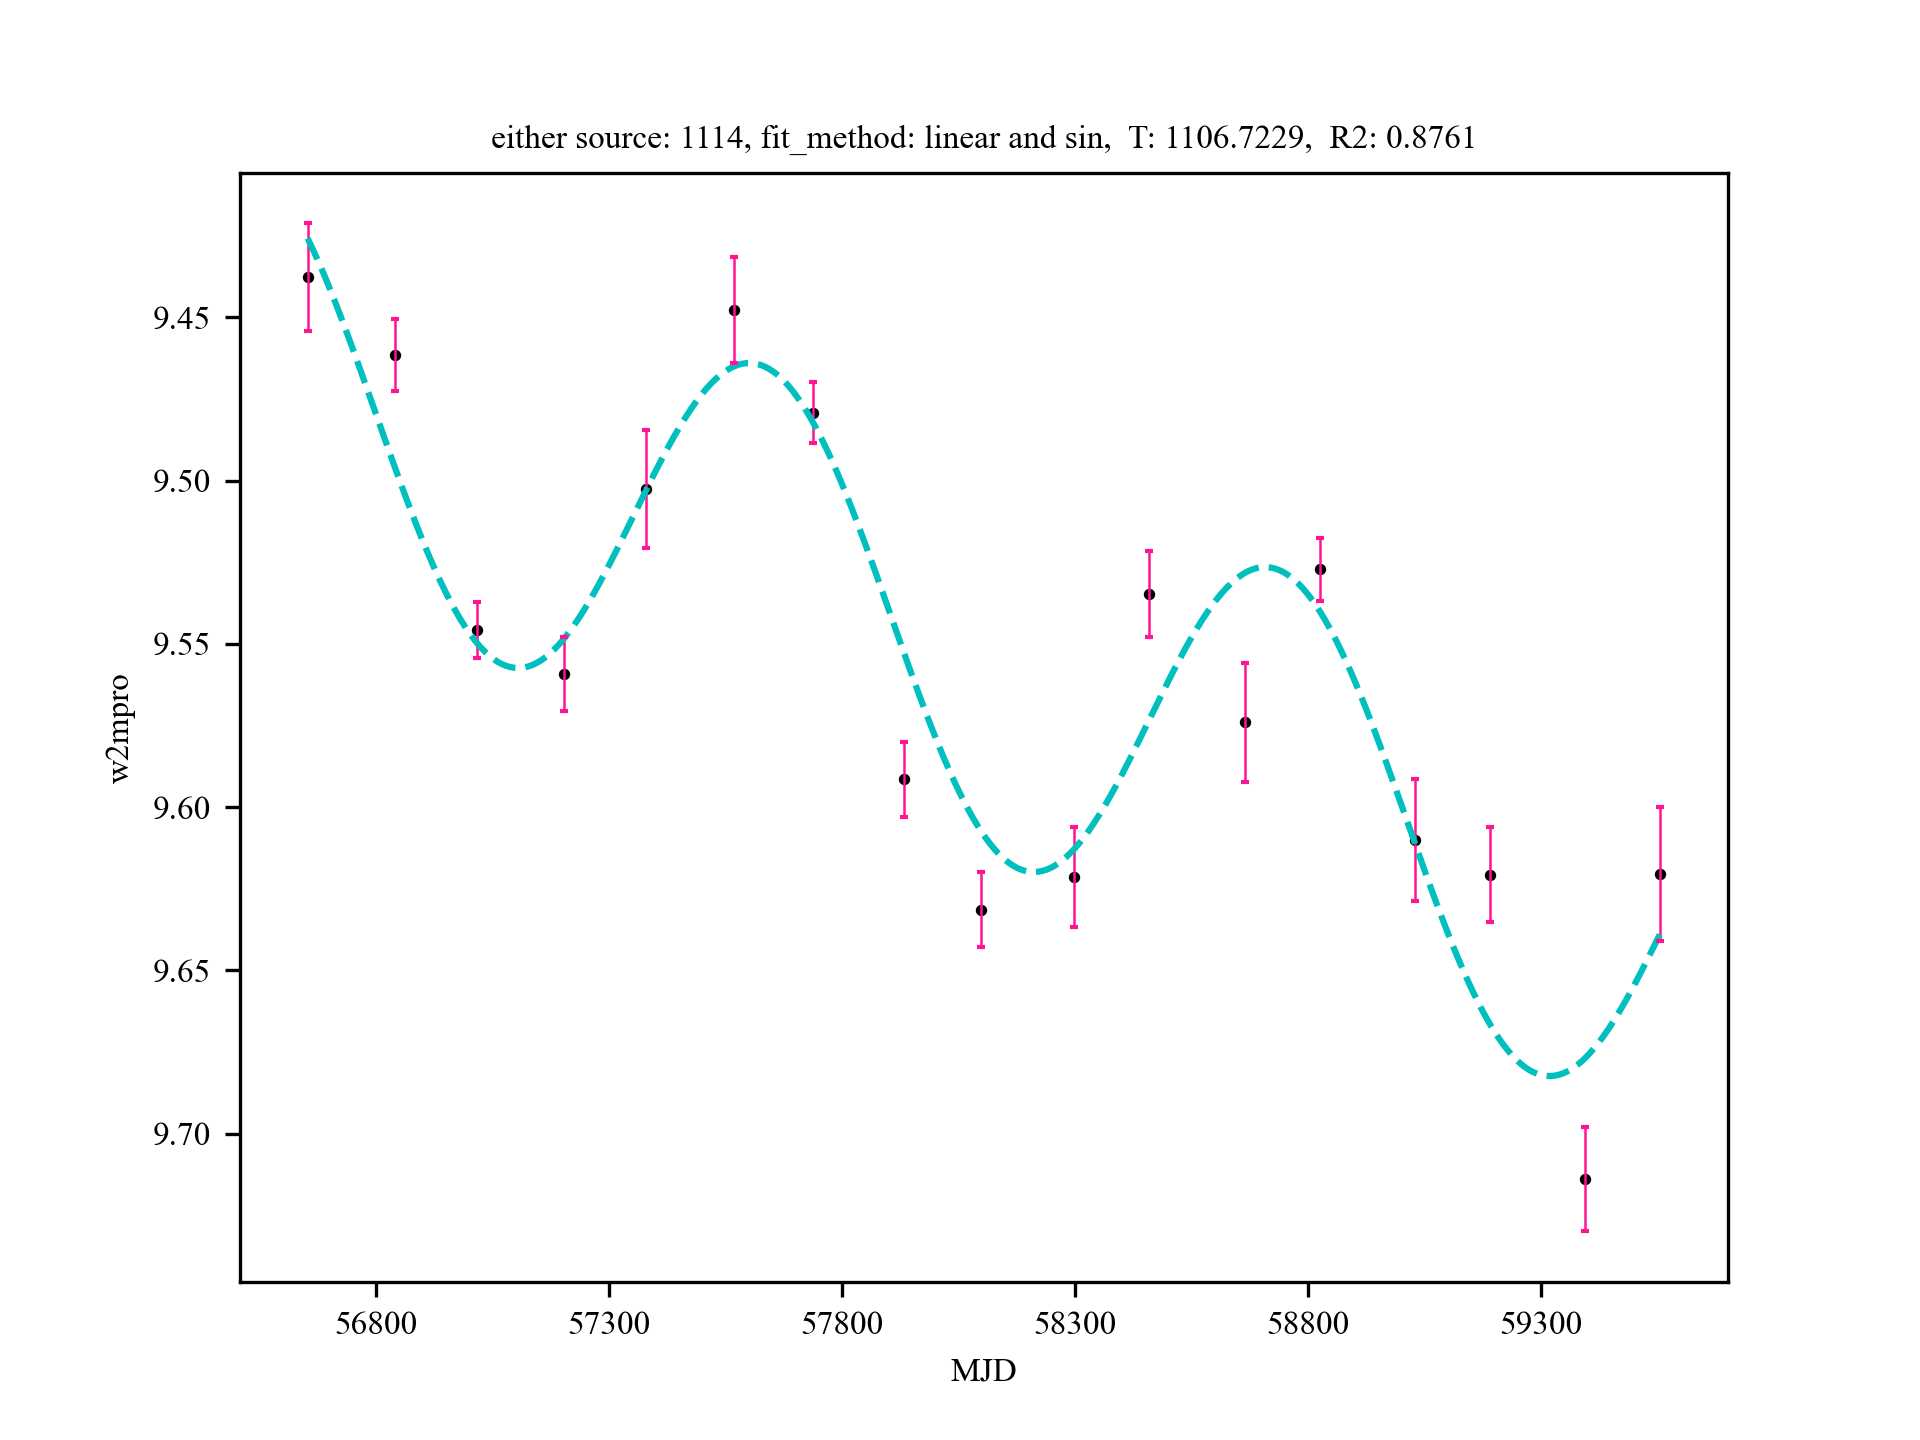 either source: 1114, fit_method: linear and sin,  T: 1106.7229,  R2: 0.8761
9.45
9.50
9.55
9.60
9.65
9.70
w2mpro
56800 57300 57800 58300 58800 59300
MJD